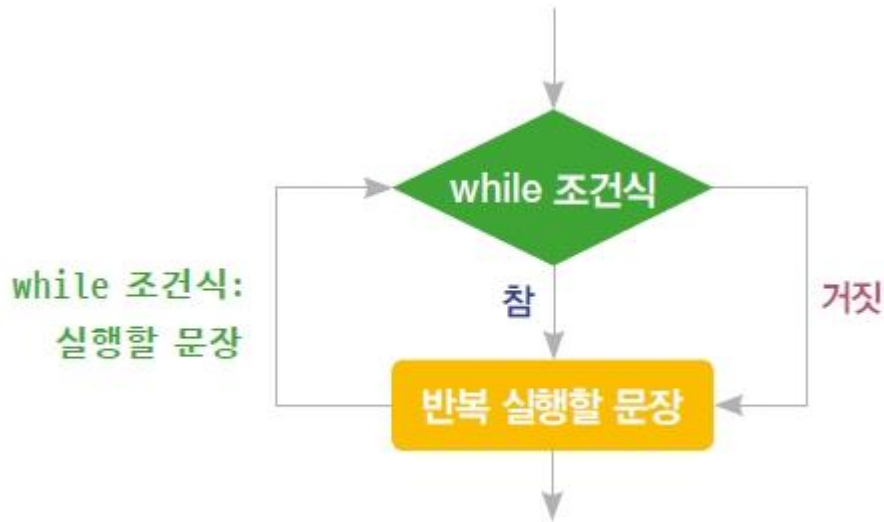 while 조건식
while 조건식:
실행할 문장
참
거짓
반복 실행할 문장